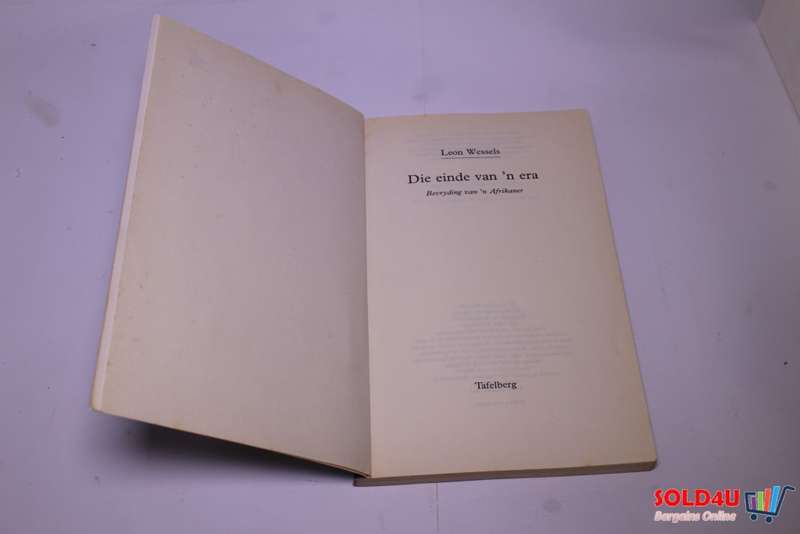 Leon Wessels
Die einde van 'n era
Bevryding van 'n Afrikaner
Tafelberg
SOLD4U
Bargains Online